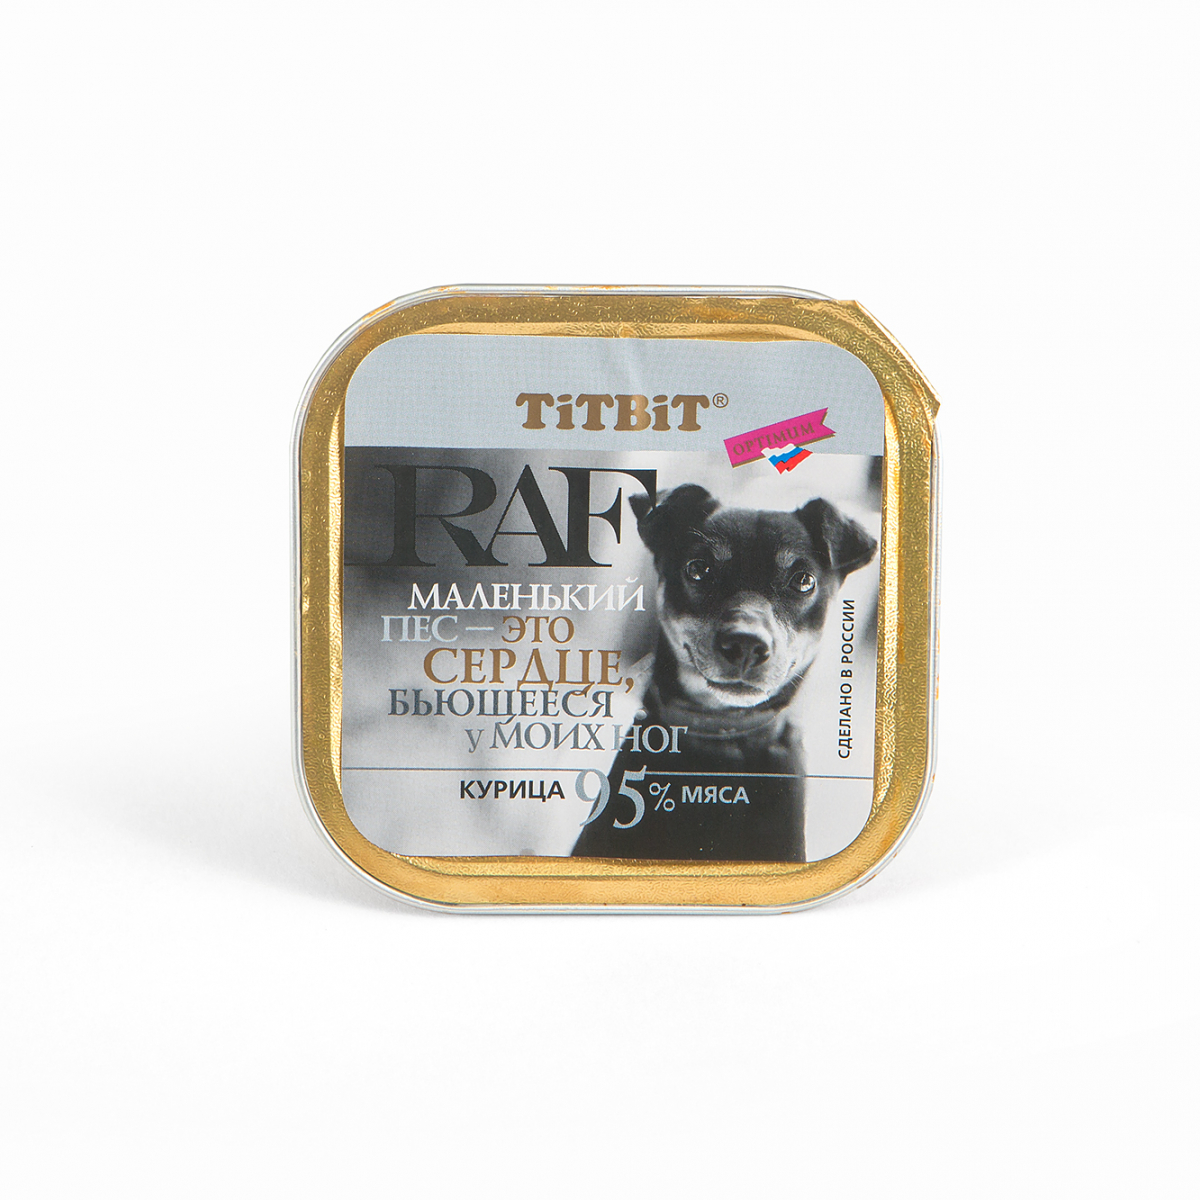 TiTBiT®
OPTIMUM
RAF
МАЛЕНЬКИЙ
ПЕС — ЭТО
СЕРДЦЕ,
БЬЮЩЕЕСЯ
у МОИХ НОГ
СДЕЛАНО В РОССИИ
КУРИЦА 95% МЯСА